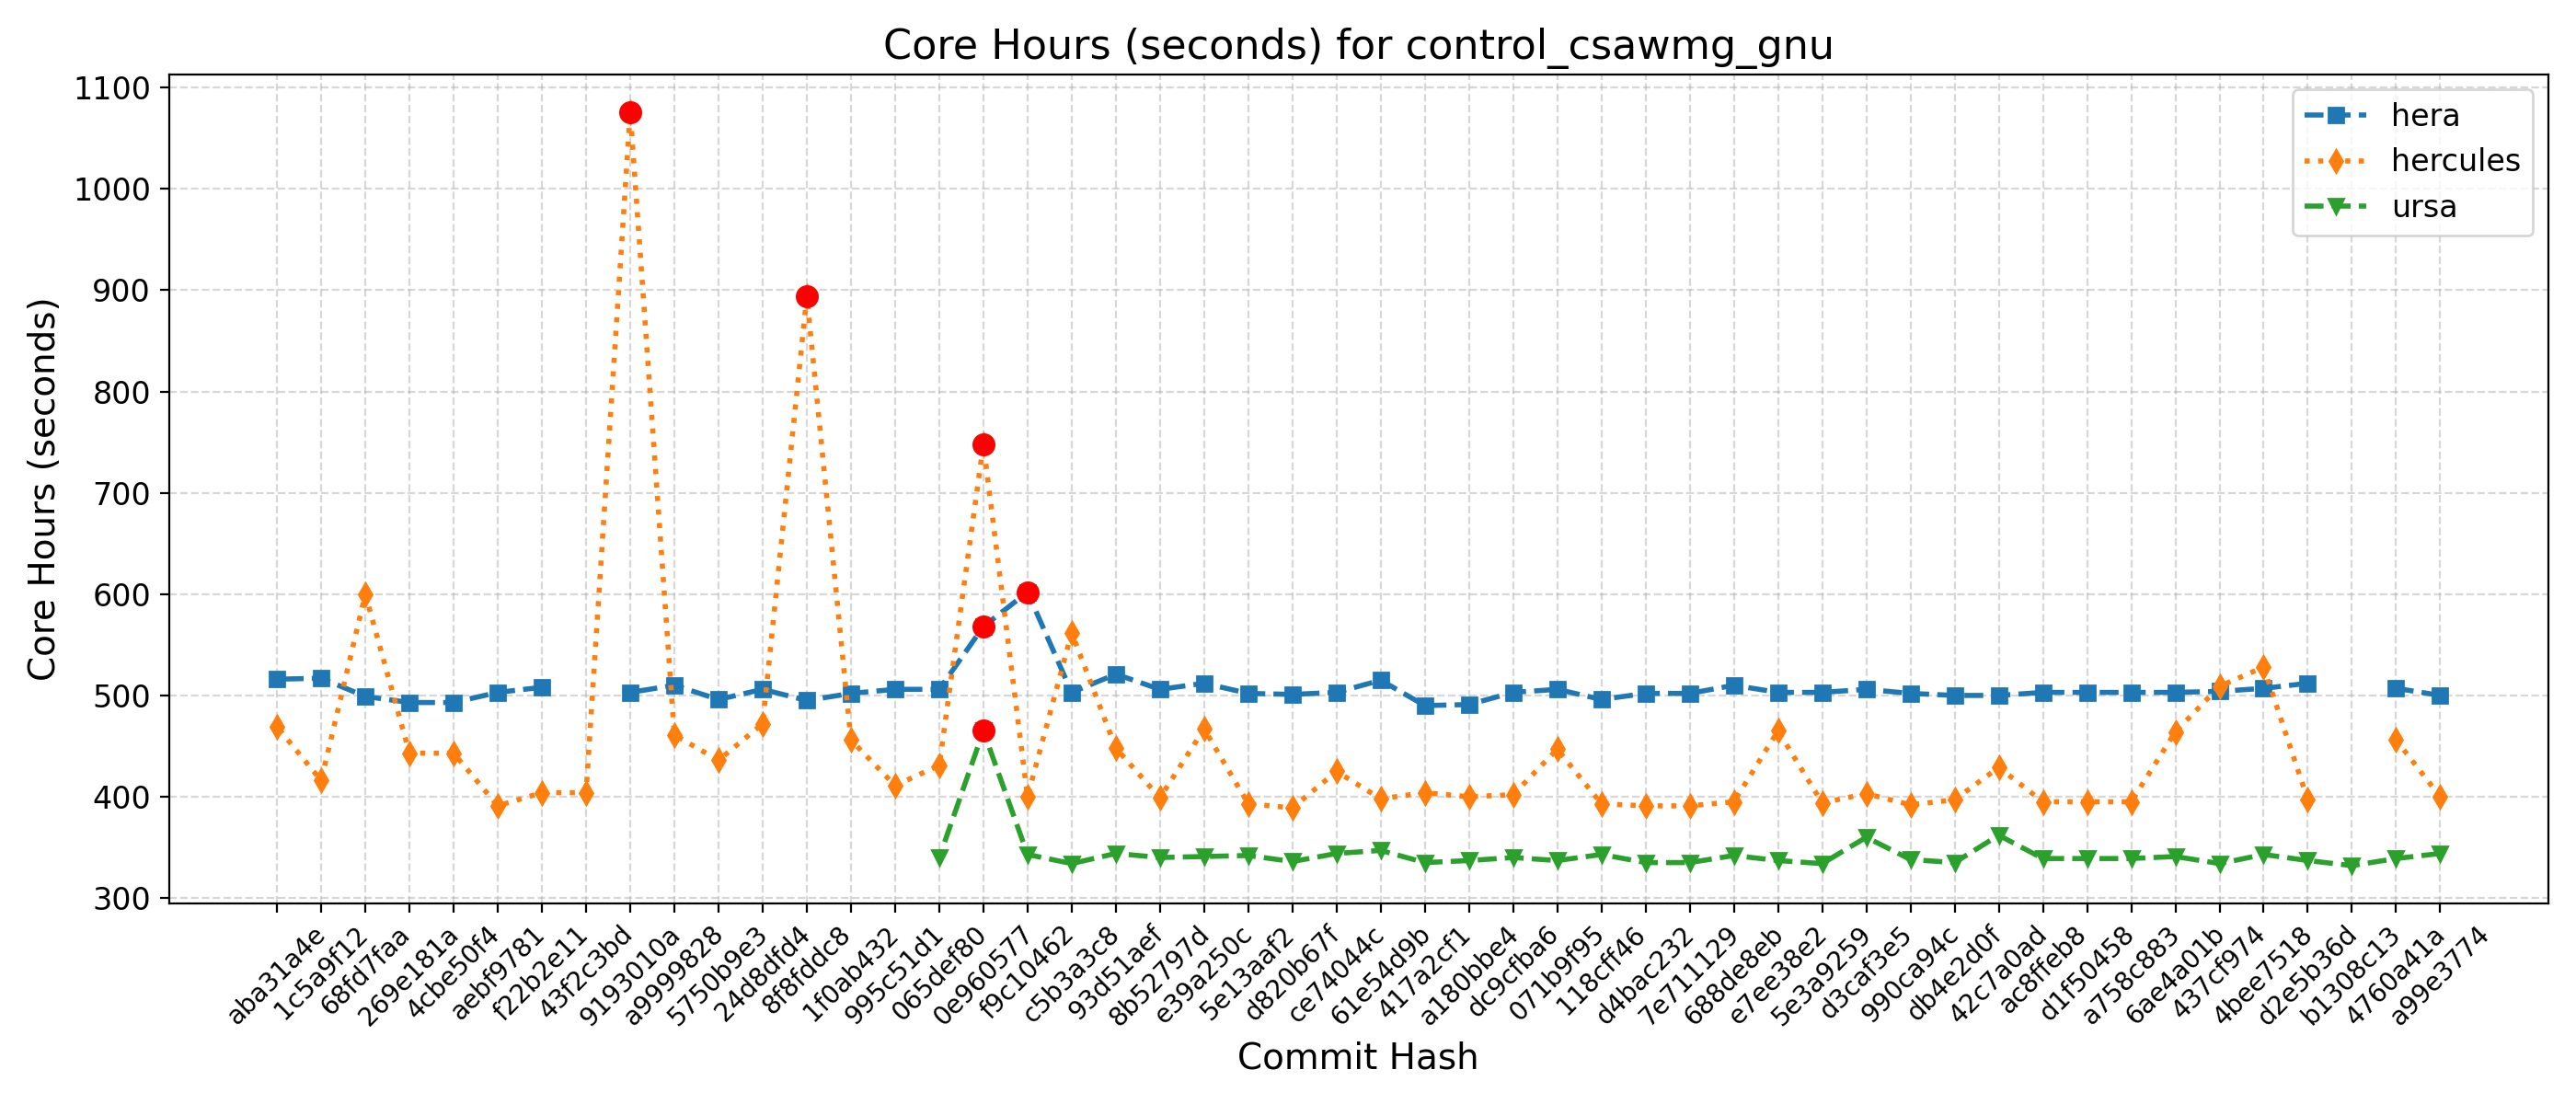 Core Hours (seconds) for control_csawmg_gnu
Core Hours (seconds)
1100
1000
900
800
700
600
500
400
300
hera
hercules
ursa
aba31a4e
1c5a9f12
68fd7faa
269e181a
4cbe50f4
aebf9781
f22b2e11
43f2c3bd
9193010a
a9999828
5750b9e3
24d8dfd4
8f8fddc8
1f0ab432
995c51d1
065def80
0e960577
f9c10462
c5b3a3c8
93d51aef
8b52797d
e39a250c
5e13aaf2
d820b67f
ce74044c
61e54d9b
417a2cf1
a180bbe4
dc9cfba6
071b9f95
118cff46
d4bac232
7e711129
688de8eb
e7ee38e2
5e3a9259
d3caf3e5
990ca94c
db4e2d0f
42c7a0ad
ac8ffeb8
d1f50458
a758c883
6ae4a01b
437cf974
4bee7518
d2e5b36d
b1308c13
4760a41a
a99e3774
Commit Hash